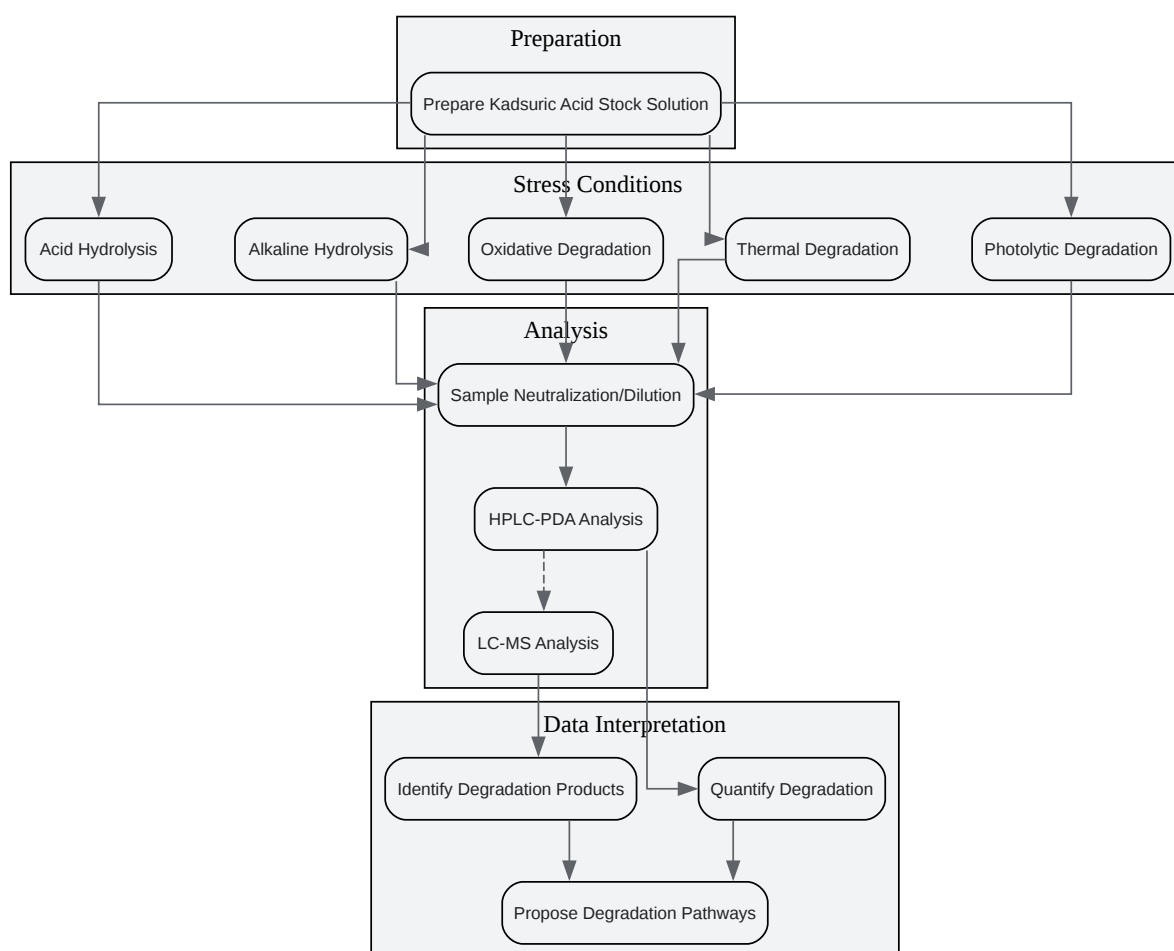 Preparation
Prepare Kadsuric Acid Stock Solution
Stress Conditions
Acid Hydrolysis
Alkaline Hydrolysis
Oxidative Degradation
Thermal Degradation
Photolytic Degradation
Analysis
Sample Neutralization/Dilution
HPLC-PDA Analysis
LC-MS Analysis
Data Interpretation
Identify Degradation Products
Quantify Degradation
Propose Degradation Pathways